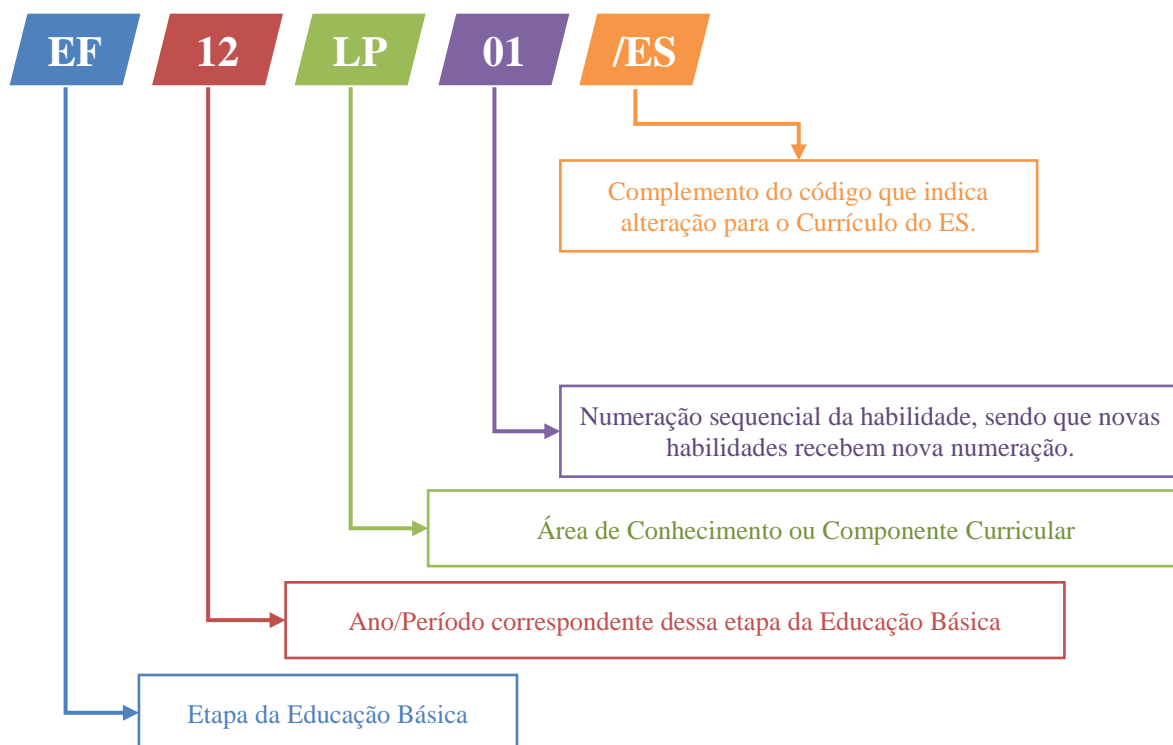 EF 12 LP 01 /ES
Complemento do código que indica
alteração para o Currículo do ES.
Numeração sequencial da habilidade, sendo que novas
habilidades recebem nova numeração.
Área de Conhecimento ou Componente Curricular
Ano/Período correspondente dessa etapa da Educação Básica
Etapa da Educação Básica